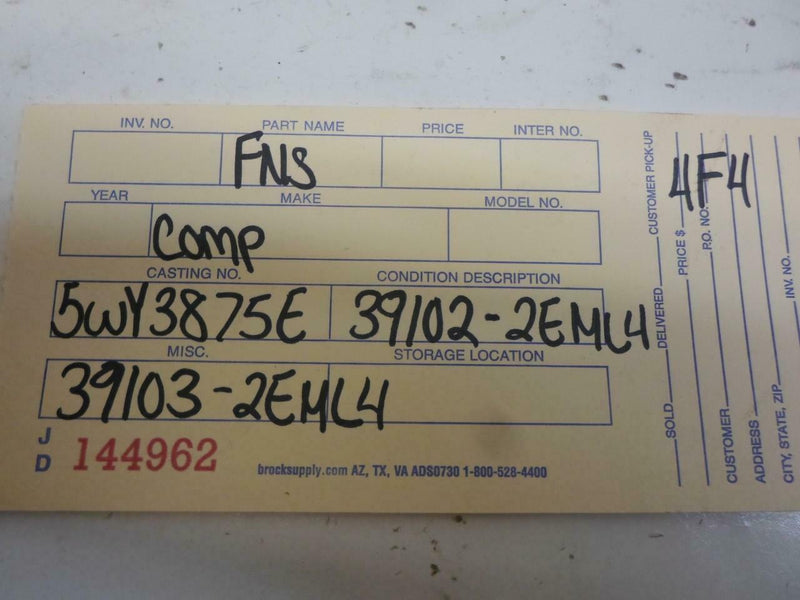 INV. NO. PART NAME PRICE INTER NO.
FNS
YEAR MAKE MODEL NO.
Comp
CASTING NO. CONDITION DESCRIPTION
5WY3875E 39102-2EML4
MISC. STORAGE LOCATION
39103-2EML4
J
D 144962
brocksupply.com AZ, TX, VA ADS0730 1-800-528-4400
SOLD DELIVERED CUSTOMER PICK-UP
PRICE $
4F4
P.O. NO.
CUSTOMER
ADDRESS
CITY, STATE, ZIP INV. NO.